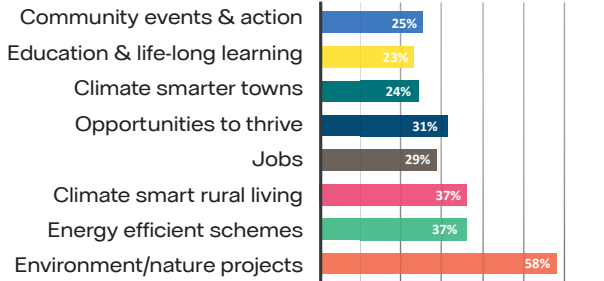 Community events & action 25%
Education & life-long learning 23%
Climate smarter towns 24%
Opportunities to thrive 31%
Jobs 29%
Climate smart rural living 37%
Energy efficient schemes 37%
Environment/nature projects 58%